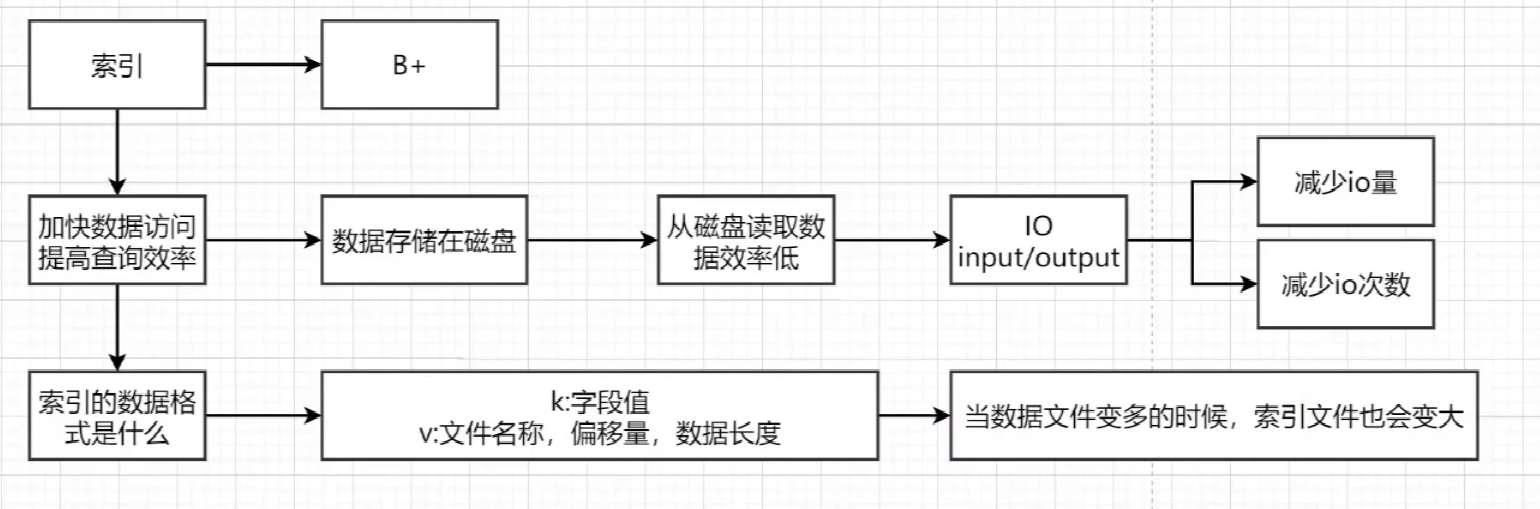 索引
B+
加快数据访问
提高查询效率
数据存储在磁盘
从磁盘读取数
据效率低
IO
input/output
减少io量
减少io次数
索引的数据格
式是什么
k:字段值
v:文件名称，偏移量，数据长度
当数据文件变多的时候，索引文件也会变大